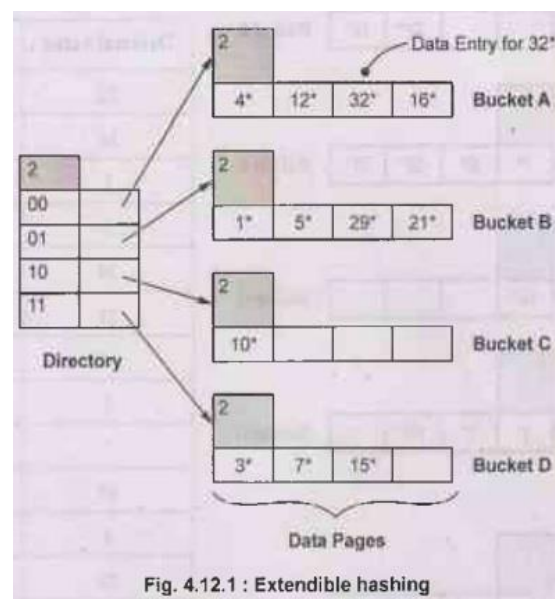 2
Data Entry for 32*
4* 12* 32* 16* Bucket A
2
00
01
10
11
Directory
2
1* 5* 29* 21* Bucket B
2
10* Bucket C
2
3* 7* 15* Bucket D
Data Pages
Fig. 4.12.1 : Extendible hashing